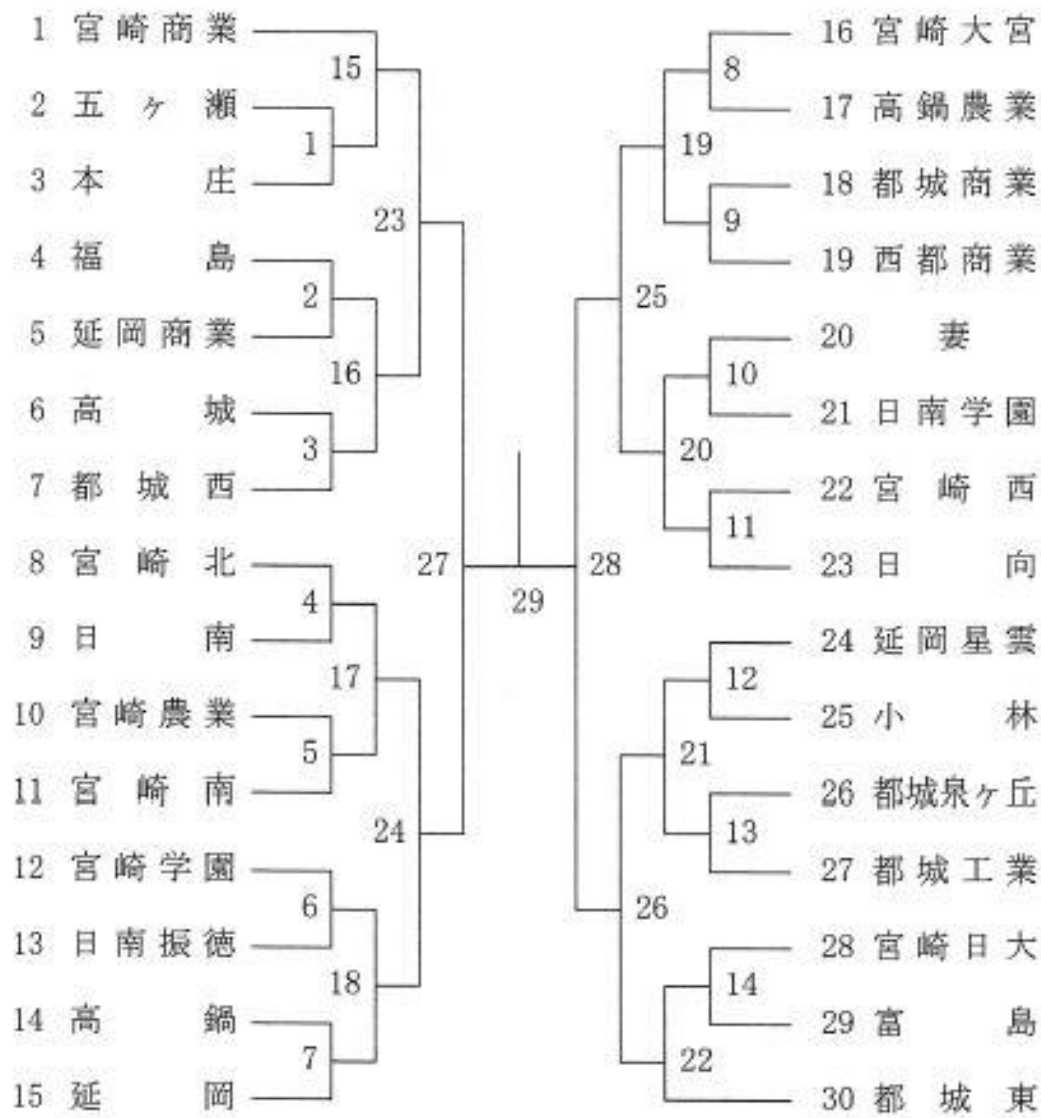 1 宮崎商業
2 五ヶ瀬
3 本庄
4 福島
5 延岡商業
6 高城
7 都城西
8 宮崎北
9 日南
10 宮崎農業
11 宮崎南
12 宮崎学園
13 日南振徳
14 高鍋
15 延岡
15
1
23
2
16
3
27
4
17
5
24
6
18
7
29
28
8
19
9
25
10
20
11
12
21
13
26
14
22
16 宮崎大宮
17 高鍋農業
18 都城商業
19 西都商業
20 妻
21 日南学園
22 宮崎西
23 日向
24 延岡星雲
25 小林
26 都城泉ヶ丘
27 都城工業
28 宮崎日大
29 富島
30 都城東